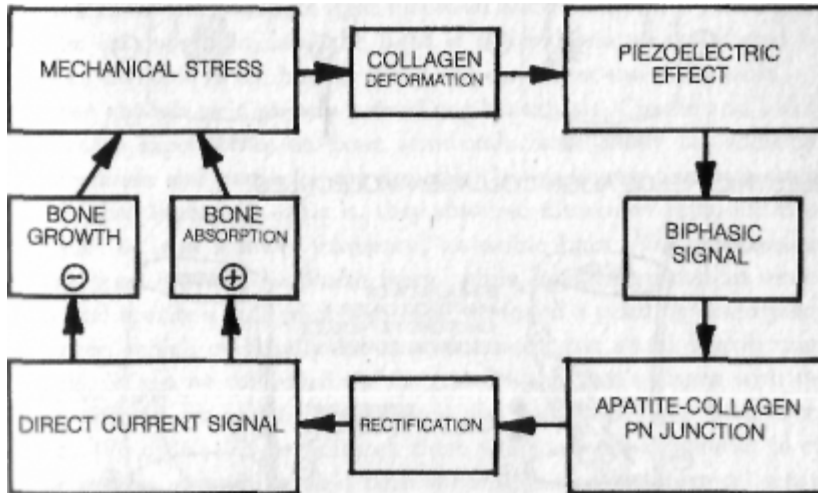 MECHANICAL STRESS
COLLAGEN
DEFORMATION
PIEZOELECTRIC
EFFECT
BONE
GROWTH
⊖
BONE
ABSORPTION
⊕
BIPHASIC
SIGNAL
DIRECT CURRENT SIGNAL
RECTIFICATION
APATITE-COLLAGEN
PN JUNCTION